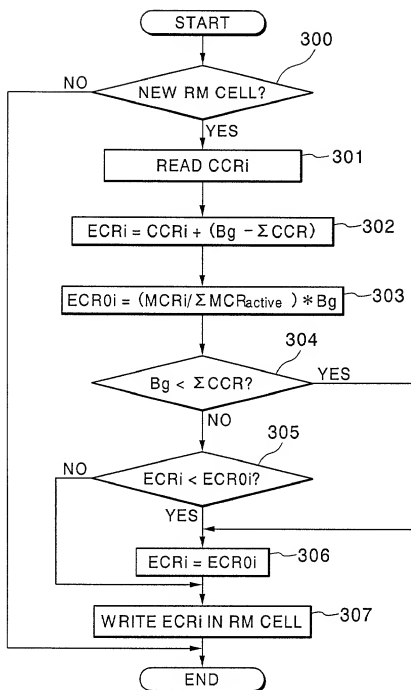 START
300
NO
NEW RM CELL?
YES
READ CCRi
301
ECRi = CCRi + (Bg - ΣCCR)
302
ECR0i = (MCRi/ΣMCRactive) * Bg
303
304
Bg < ΣCCR?
YES
NO
305
NO
ECRi < ECR0i?
YES
ECRi = ECR0i
306
WRITE ECRi IN RM CELL
307
END